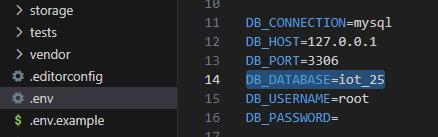 storage
tests
vendor
.editorconfig
.env
$ .env.example
10
11 DB_CONNECTION=mysql
12 DB_HOST=127.0.0.1
13 DB_PORT=3306
14 DB_DATABASE=iot_25
15 DB_USERNAME=root
16 DB_PASSWORD=